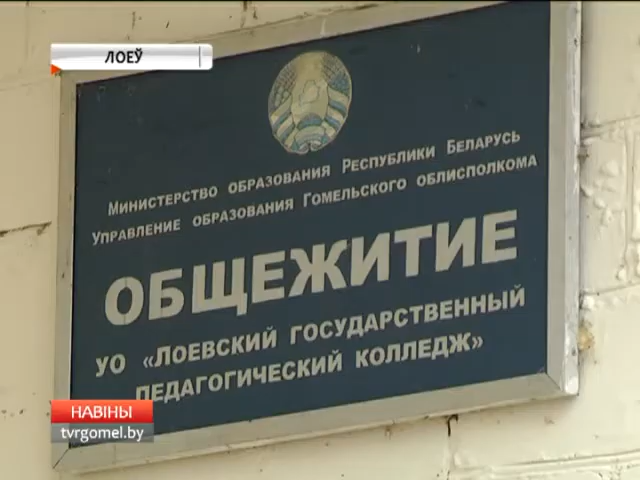 ЛОЕЎ
Министерство образования Республики Беларусь
Управление образования Гомельского облисполкома
ОБЩЕЖИТИЕ
УО «Лоевский государственный
педагогический колледж»
НАВІНЫ
tvrgomel.by